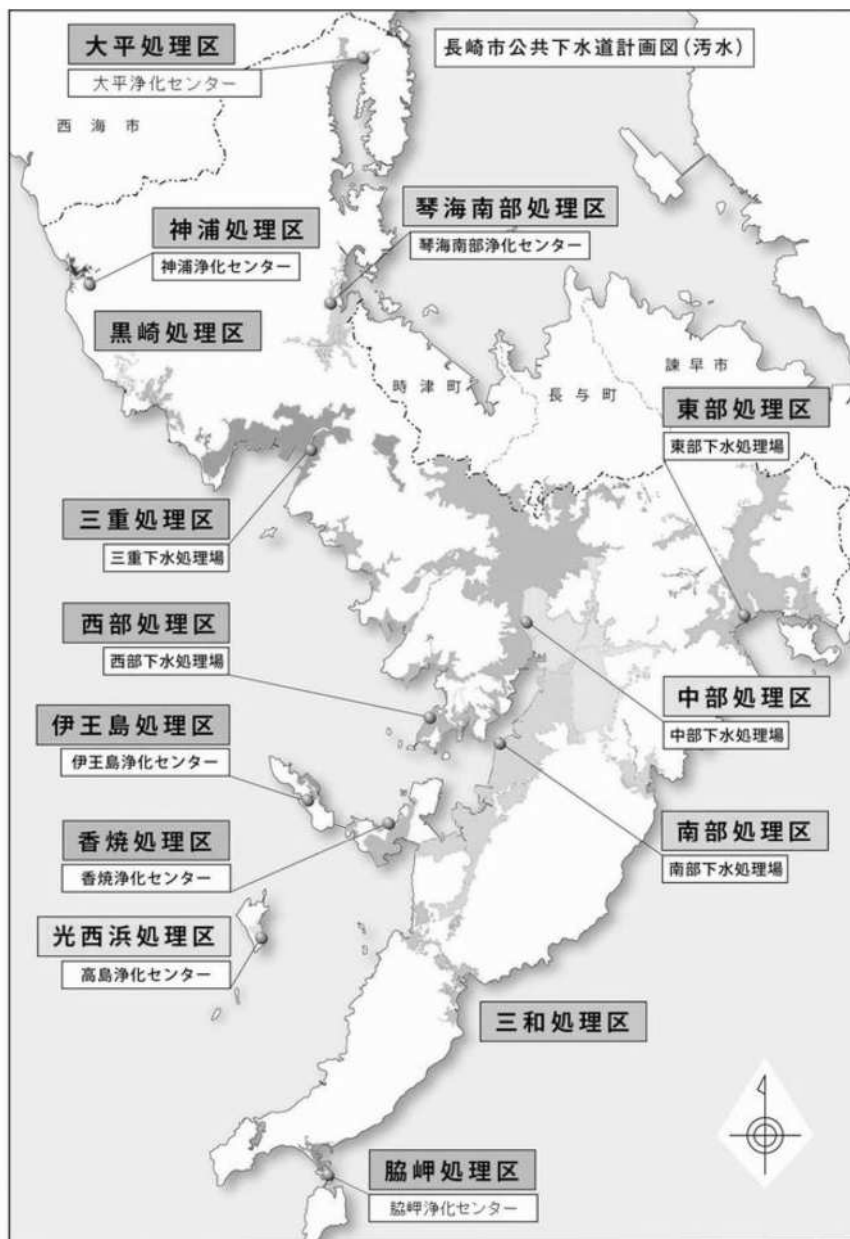 長崎市公共下水道計画図(汚水)
大平処理区
大平浄化センター
西海市
神浦処理区
神浦浄化センター
琴海南部処理区
琴海南部浄化センター
黒崎処理区
時津町
長与町
諫早市
東部処理区
東部下水処理場
三重処理区
三重下水処理場
西部処理区
西部下水処理場
中部処理区
中部下水処理場
伊王島処理区
伊王島浄化センター
香焼処理区
香焼浄化センター
南部処理区
南部下水処理場
光西浜処理区
高島浄化センター
三和処理区
脇岬処理区
脇岬浄化センター